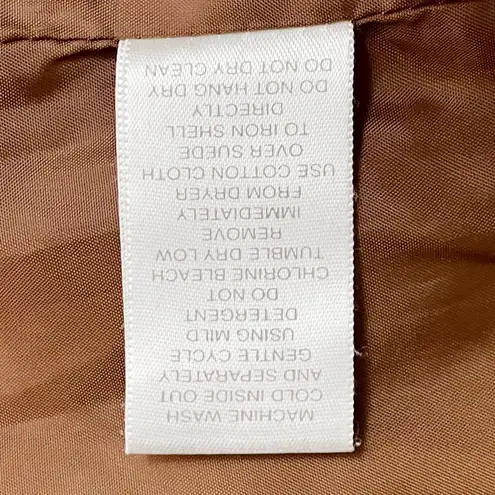 MACHINE WASH
COLD INSIDE OUT
AND SEPARATELY
GENTLE CYCLE
USING MILD
DETERGENT
DO NOT
CHLORINE BLEACH
TUMBLE DRY LOW
REMOVE
IMMEDIATELY
FROM DRYER
USE COTTON CLOTH
OVER SUEDE
TO IRON SHELL
DIRECTLY
DO NOT HANG DRY
DO NOT DRY CLEAN